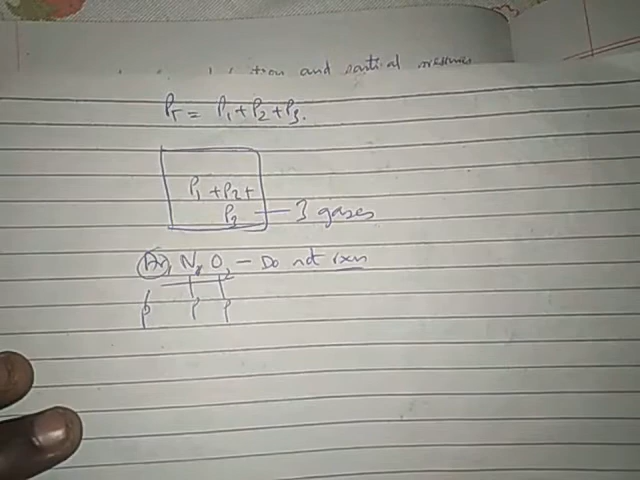 tion and partial pressures
PT = P1+P2+P3.
P1 +P2+
P3 — 3 gases
N2 O2 – Do not rxn
P P P